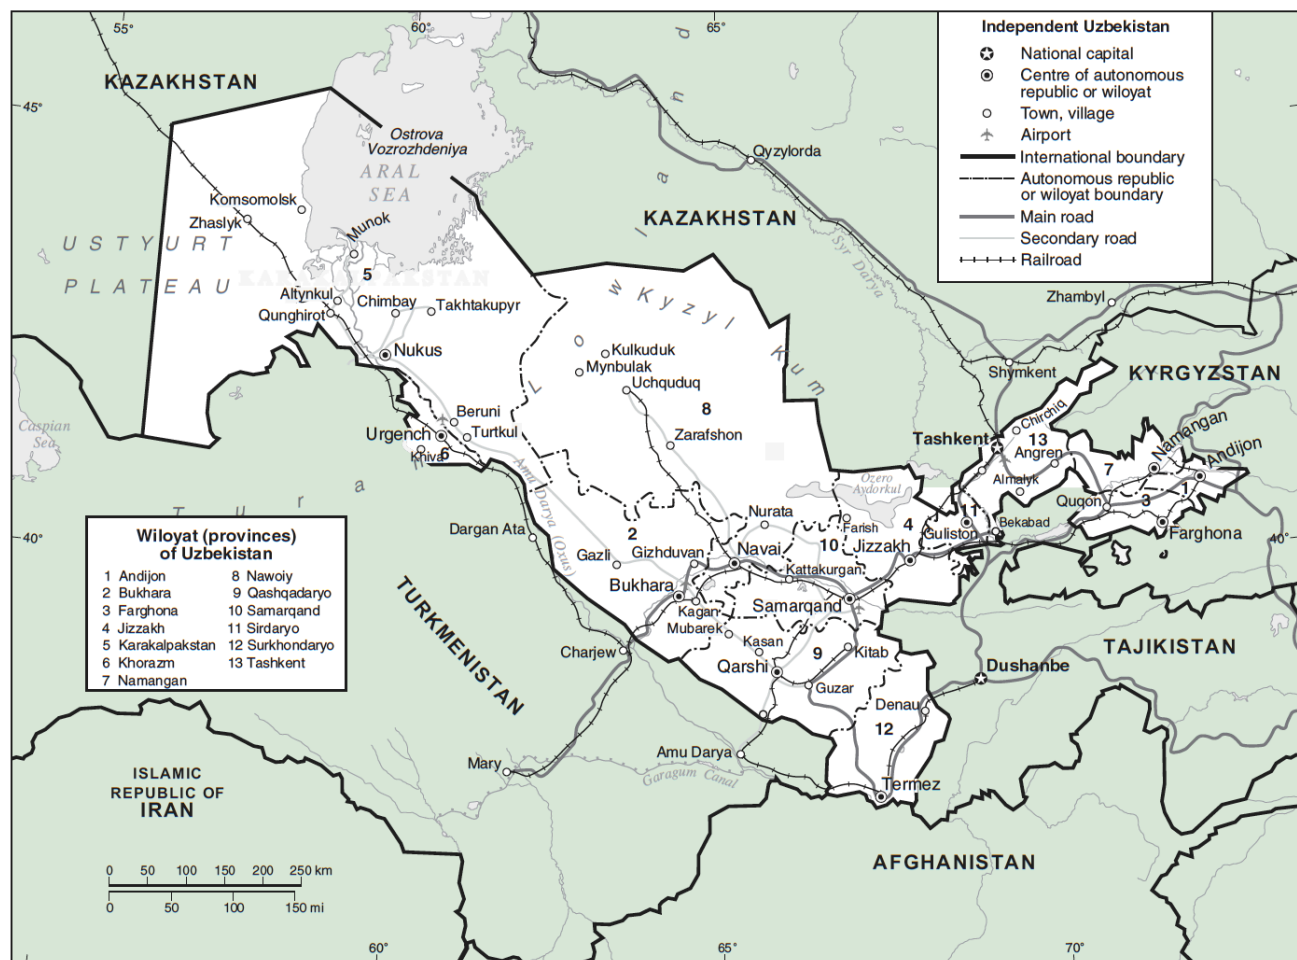 55°
60°
65°
Independent Uzbekistan
National capital
Centre of autonomous
republic or wiloyat
Town, village
Airport
International boundary
Autonomous republic
or wiloyat boundary
Main road
Secondary road
Railroad
KAZAKHSTAN
45°
Ostrova
Vozrozhdeniya
ARAL
SEA
Qyzylorda
Komsomolsk
Zhaslyk
Munok
KAZAKHSTAN
USTYURT
PLATEAU
KARAKALPAKSTAN
5
Syr Darya
Altynkul
Chimbay
Takhtakupyr
Qunghirot
Kyzyl
Kum
Zhambyl
Nukus
Kulkuduk
Mynbulak
Uchquduq
Shymkent
KYRGYZSTAN
8
Beruni
Turtkul
Urgench
Khiva
6
Zarafshon
Chirchiq
Tashkent
13
Angren
Almalyk
Namangan
Andijon
7
Caspian
Sea
Turan Lowland
Amu Darya (Oxus)
Ozero
Aydorkul
Quqon
3
1
Dargan Ata
Nurata
Farish
4
11
Guliston
Bekabad
Farghona
40°
40°
2
Gazli
Gizhduvan
Navai
10
Jizzakh
Kattakurgan
Bukhara
Kagan
Samarqand
Mubarek
Kasan
Wiloyat (provinces)
of Uzbekistan
1 Andijon
2 Bukhara
3 Farghona
4 Jizzakh
5 Karakalpakstan
6 Khorazm
7 Namangan
8 Nawoiy
9 Qashqadaryo
10 Samarqand
11 Sirdaryo
12 Surkhondaryo
13 Tashkent
TURKMENISTAN
Charjew
Qarshi
9
Kitab
Guzar
TAJIKISTAN
Dushanbe
Denau
12
Mary
Amu Darya
Garagum Canal
Termez
ISLAMIC
REPUBLIC OF
IRAN
AFGHANISTAN
0 50 100 150 200 250 km
0 50 100 150 mi
60°
65°
70°